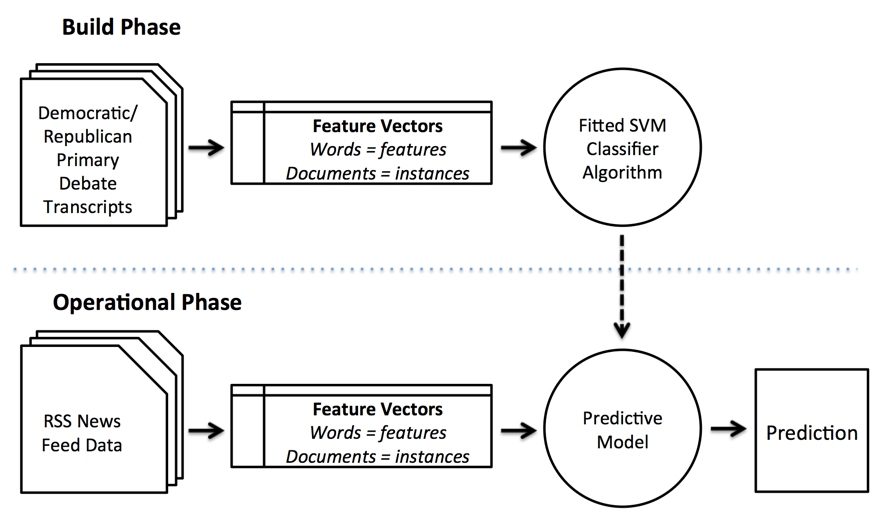 Build Phase
Democratic/
Republican
Primary
Debate
Transcripts
Feature Vectors
Words = features
Documents = instances
Fitted SVM
Classifier
Algorithm
Operational Phase
RSS News
Feed Data
Feature Vectors
Words = features
Documents = instances
Predictive
Model
Prediction